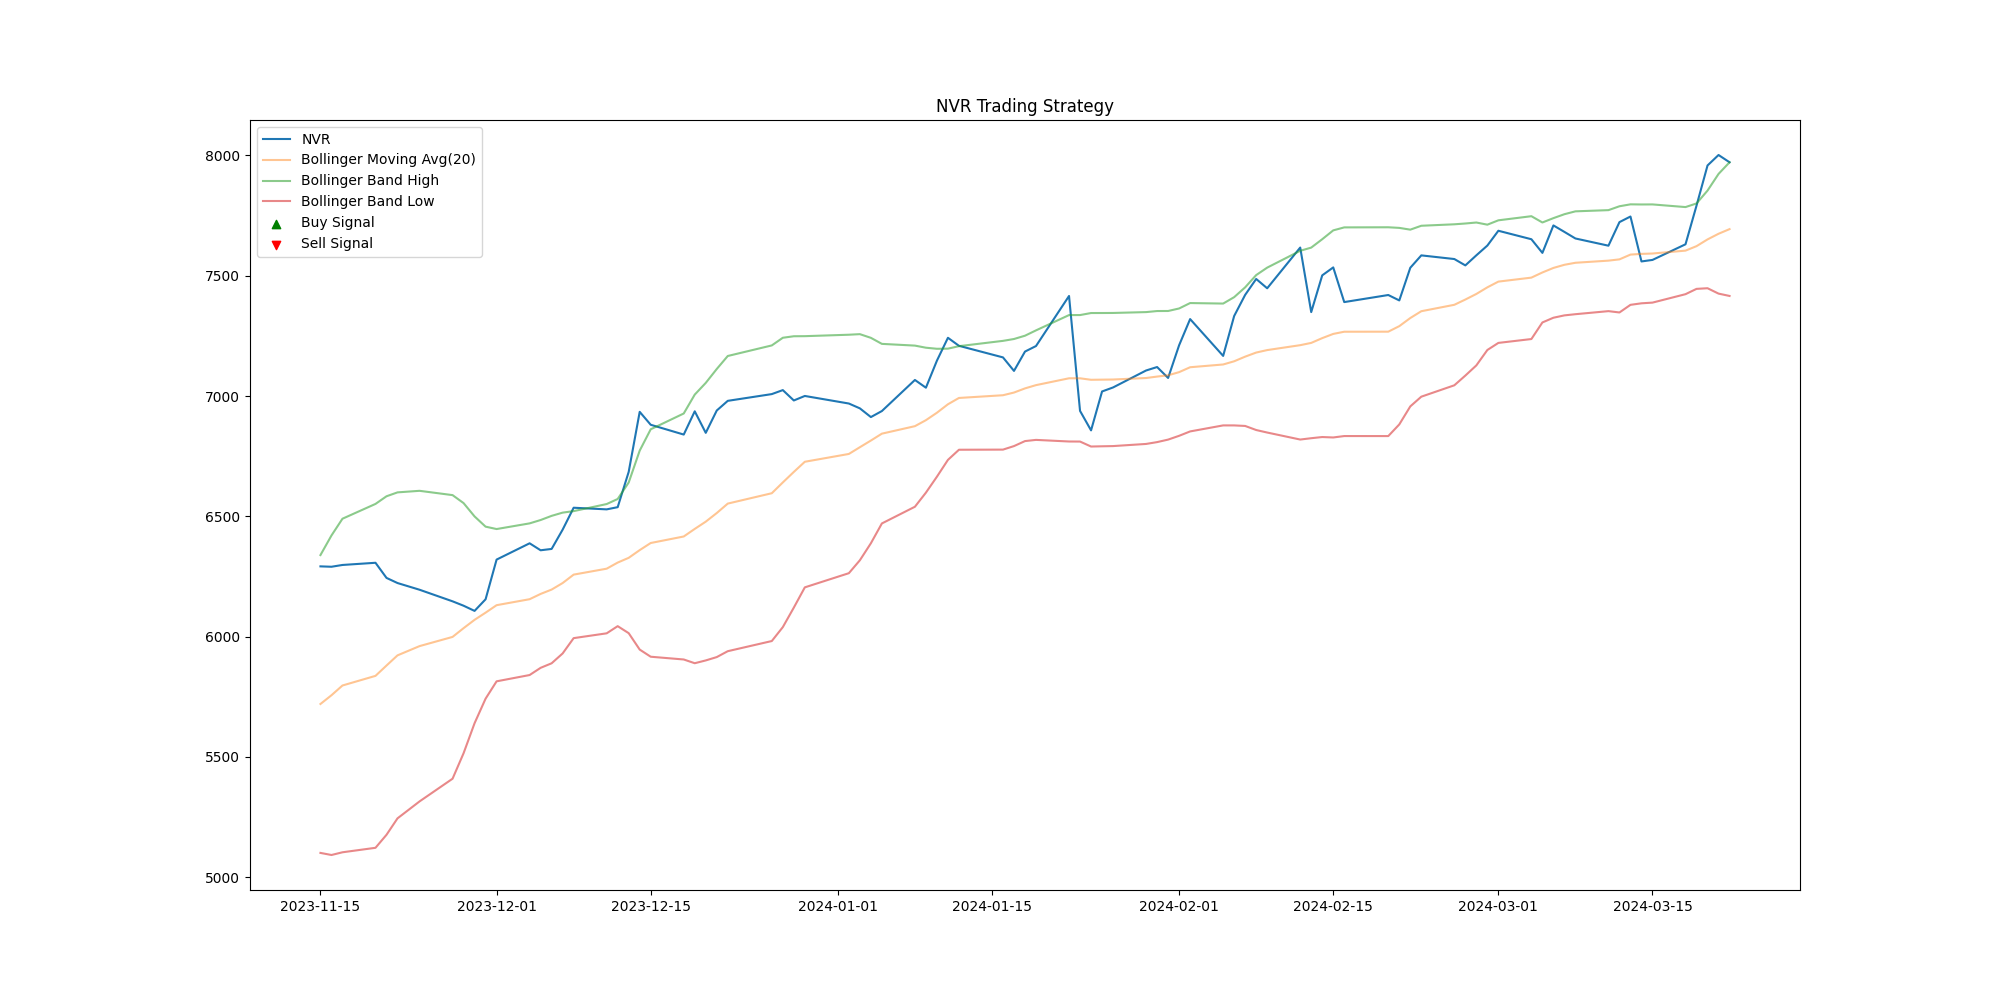 NVR Trading Strategy
NVR
Bollinger Moving Avg(20)
Bollinger Band High
Bollinger Band Low
Buy Signal
Sell Signal
8000
7500
7000
6500
6000
5500
5000
2023-11-15 2023-12-01 2023-12-15 2024-01-01 2024-01-15 2024-02-01 2024-02-15 2024-03-01 2024-03-15